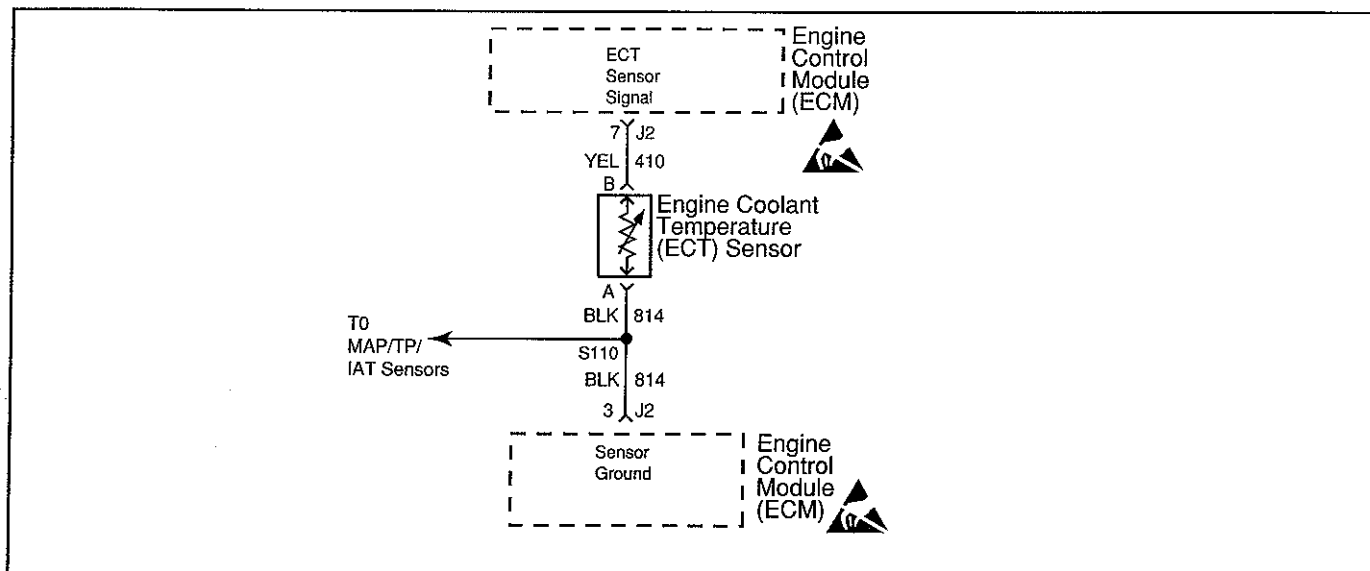 ECT
Sensor
Signal
Engine
Control
Module
(ECM)
7 J2
YEL 410
B
Engine Coolant
Temperature
(ECT) Sensor
A
BLK 814
T0
MAP/TP/
IAT Sensors
S110
BLK 814
3 J2
Sensor
Ground
Engine
Control
Module
(ECM)